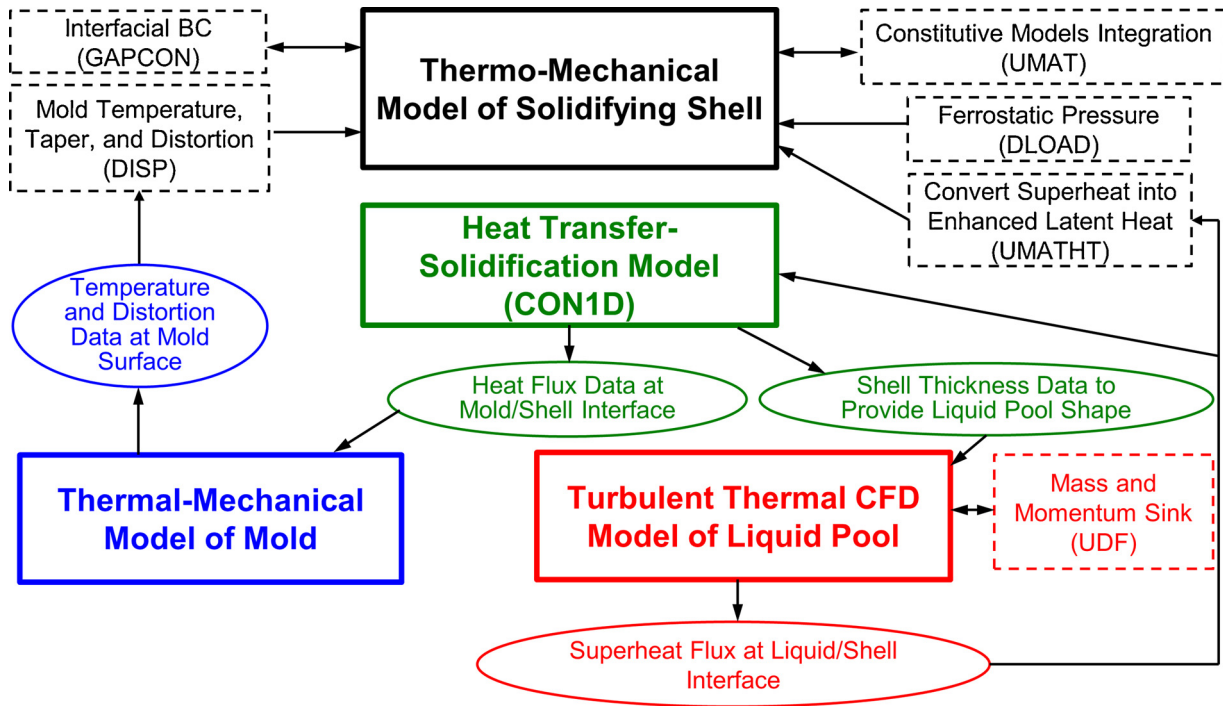 Interfacial BC
(GAPCON)
Thermo-Mechanical
Model of Solidifying Shell
Constitutive Models Integration
(UMAT)
Mold Temperature,
Taper, and Distortion
(DISP)
Ferrostatic Pressure
(DLOAD)
Convert Superheat into
Enhanced Latent Heat
(UMATHT)
Heat Transfer-
Solidification Model
(CON1D)
Temperature
and Distortion
Data at Mold
Surface
Heat Flux Data at
Mold/Shell Interface
Shell Thickness Data to
Provide Liquid Pool Shape
Thermal-Mechanical
Model of Mold
Turbulent Thermal CFD
Model of Liquid Pool
Mass and
Momentum Sink
(UDF)
Superheat Flux at Liquid/Shell
Interface